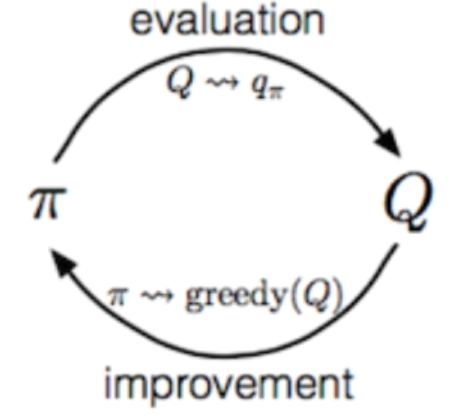 evaluation
Q ⇝ qπ
π Q
π ⇝ greedy(Q)
improvement